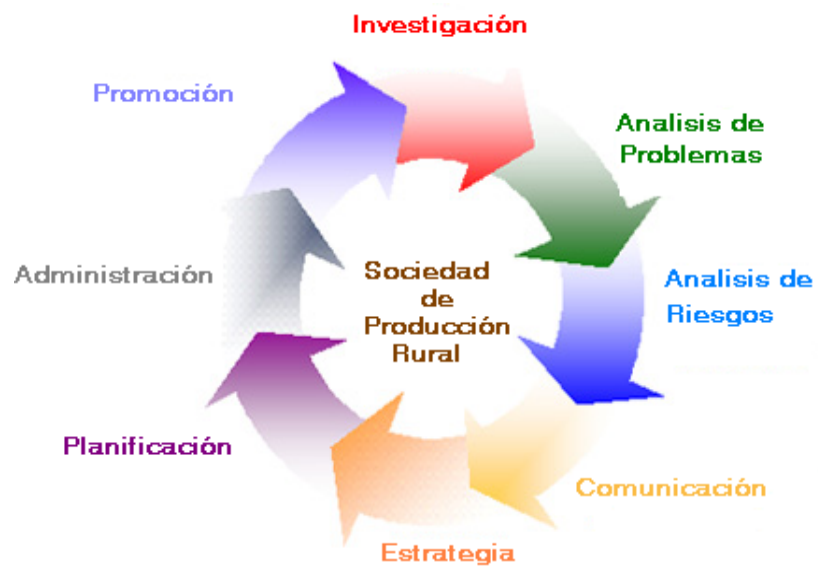 Investigación
Promoción
Analisis de
Problemas
Administración
Sociedad
de
Producción
Rural
Analisis de
Riesgos
Planificación
Comunicación
Estrategia